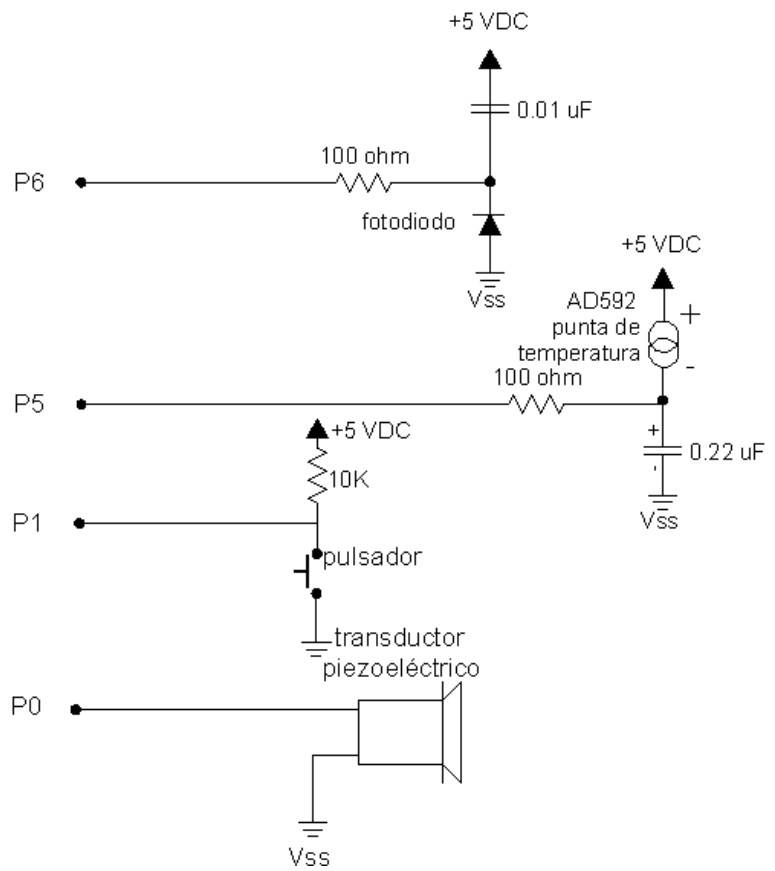 +5 VDC
0.01 uF
100 ohm
P6
fotodiodo
Vss
+5 VDC
AD592
punta de
temperatura
+
-
100 ohm
P5
+5 VDC
+
0.22 uF
-
10K
Vss
P1
pulsador
transductor
piezoeléctrico
P0
Vss